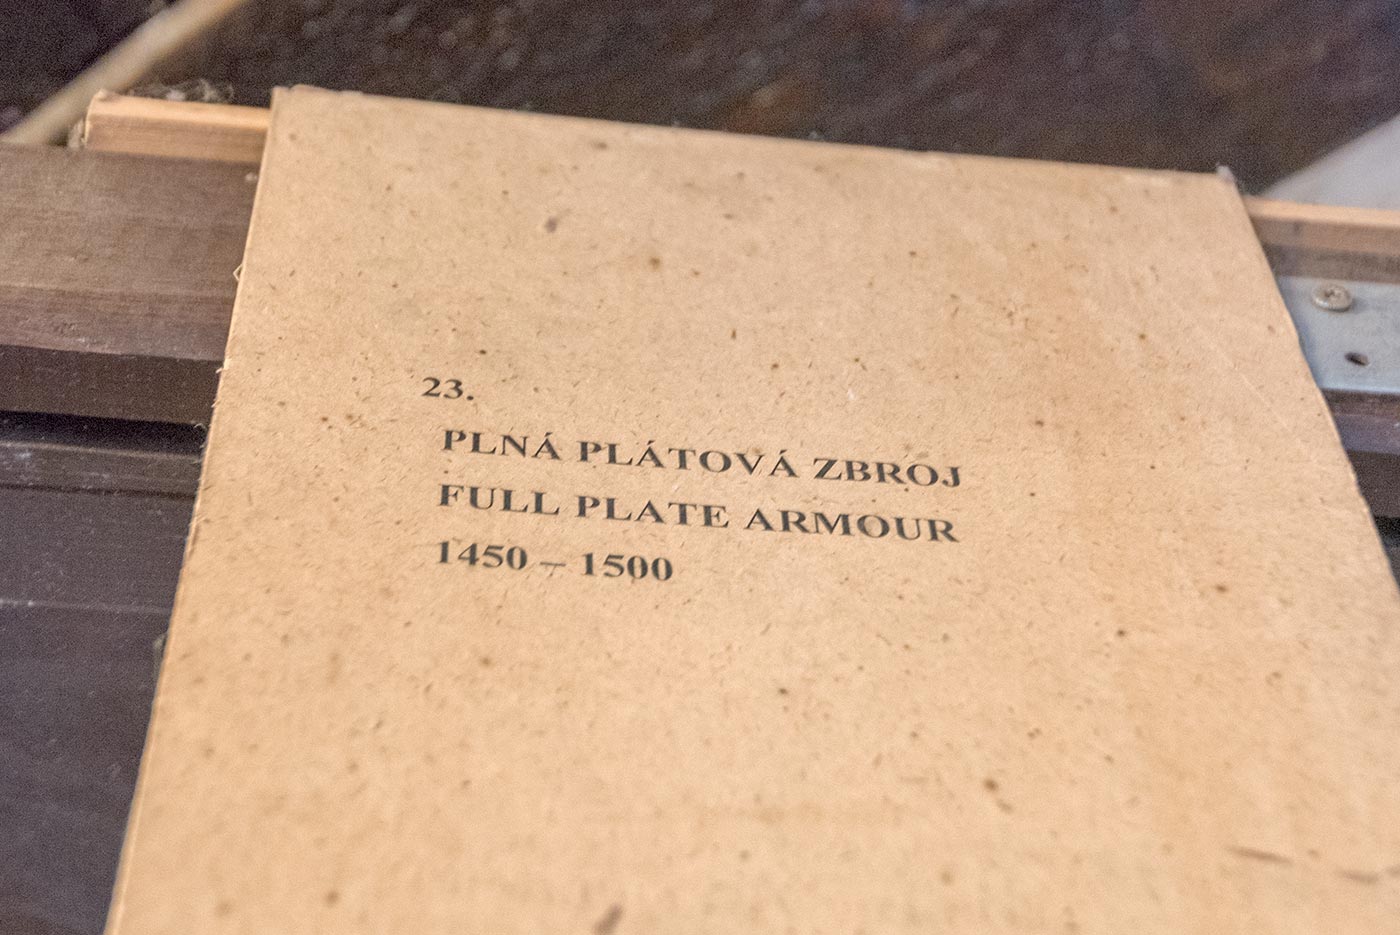 23.
PLNÁ PLÁTOVÁ ZBROJ
FULL PLATE ARMOUR
1450 – 1500